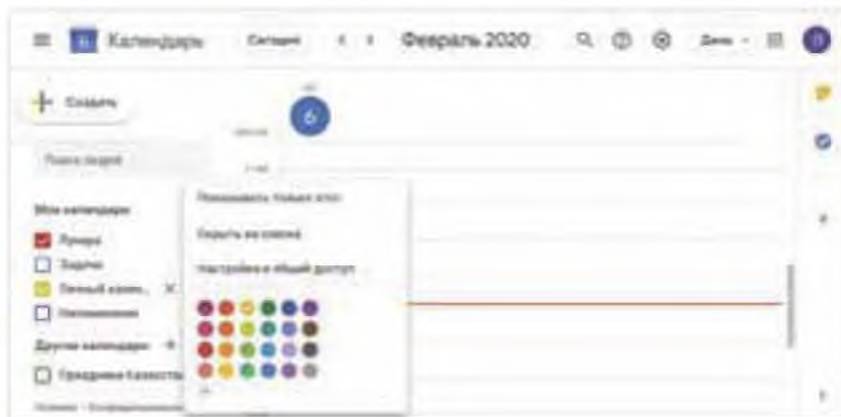 Календарь Сегодня Февраль 2020 День
Создать
6
Поиск людей
Показывать только этот
Мои календари
Скрыть из списка
Задачи
Настройки и общий доступ
Личный кален...
Напоминания
Другие календари +
Праздники Казахста